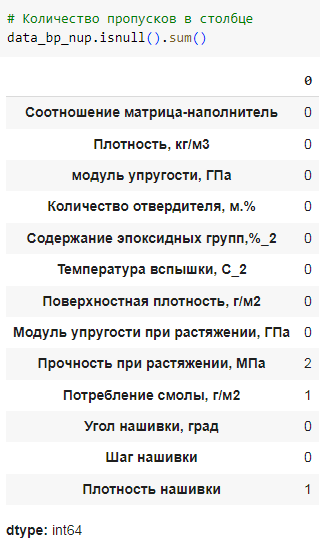 # Количество пропусков в столбце
data_bp_nup.isnull().sum()
0
Соотношение матрица-наполнитель 0
Плотность, кг/м3 0
модуль упругости, ГПа 0
Количество отвердителя, м.% 0
Содержание эпоксидных групп,%_2 0
Температура вспышки, С_2 0
Поверхностная плотность, г/м2 0
Модуль упругости при растяжении, ГПа 0
Прочность при растяжении, МПа 2
Потребление смолы, г/м2 1
Угол нашивки, град 0
Шаг нашивки 0
Плотность нашивки 1
dtype: int64